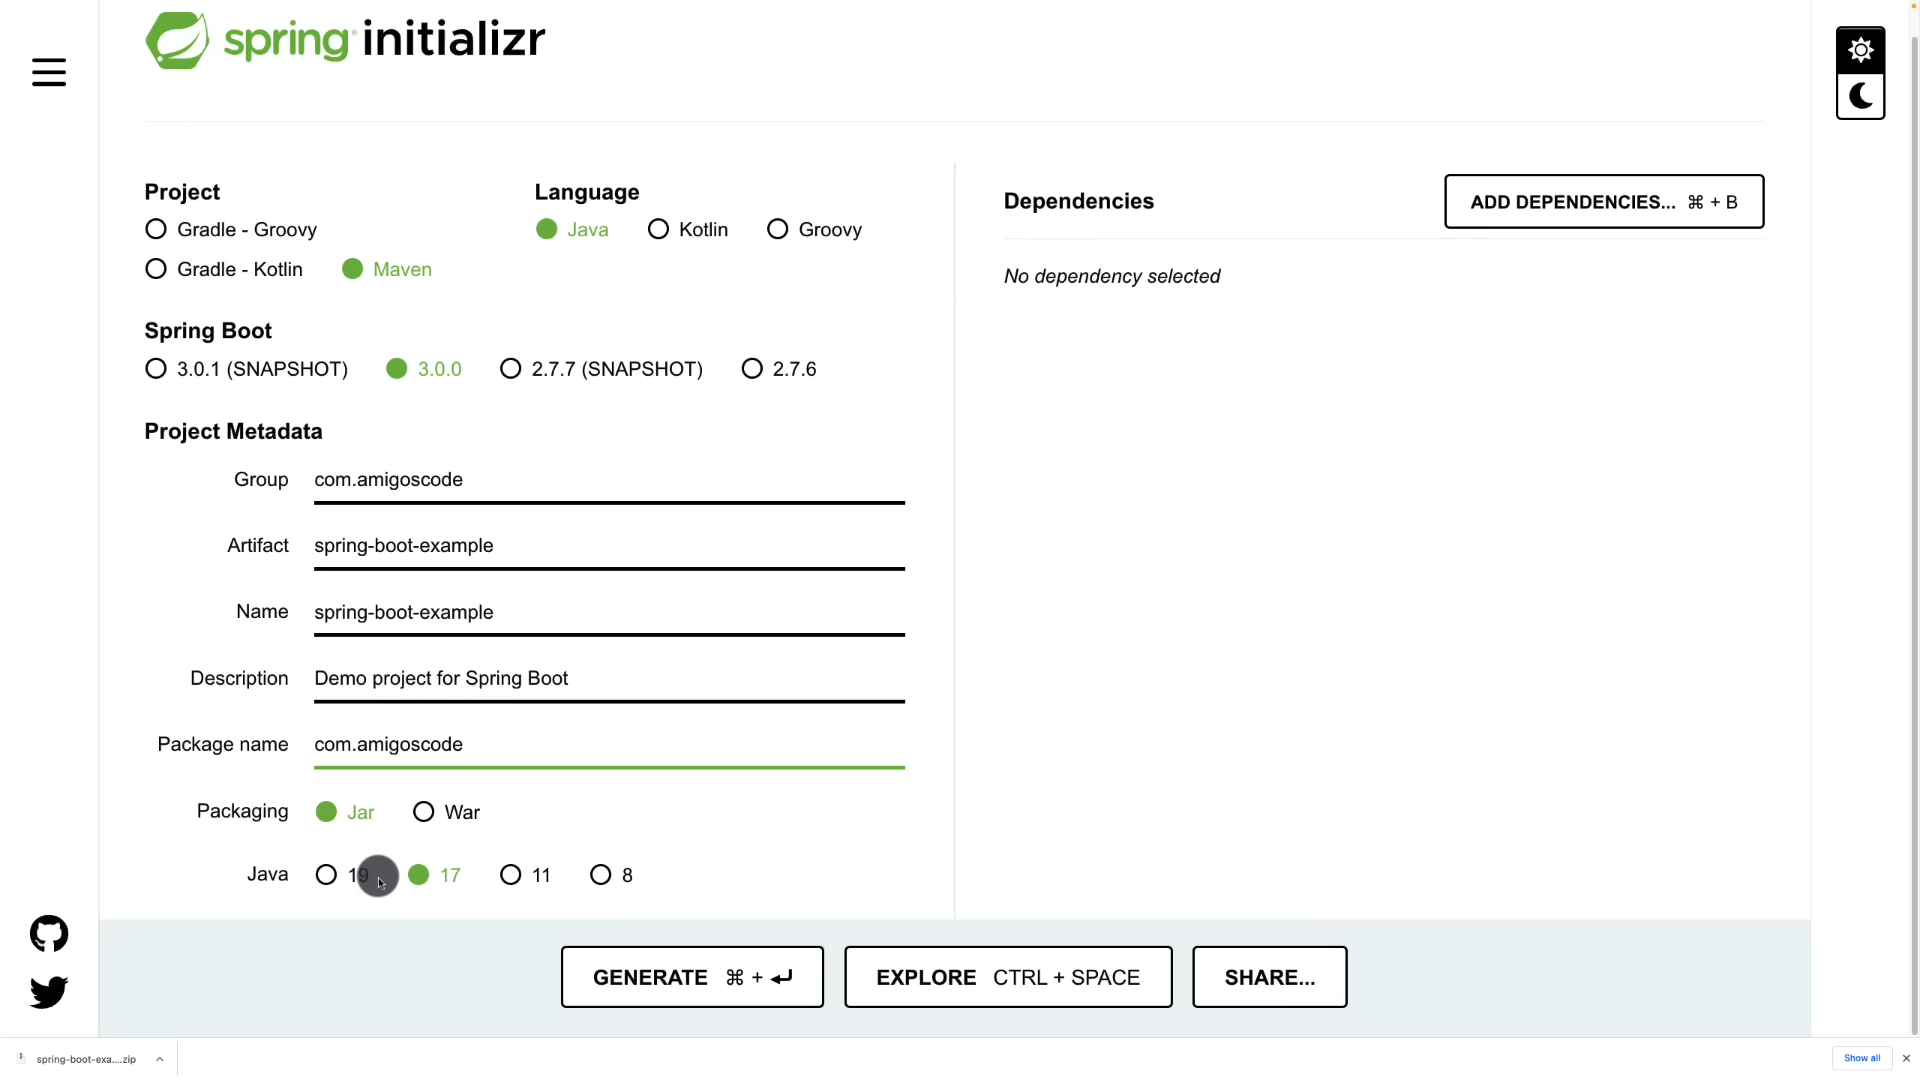 spring initializr
Project
Gradle - Groovy
Gradle - Kotlin Maven
Language
Java Kotlin Groovy
Spring Boot
3.0.1 (SNAPSHOT) 3.0.0 2.7.7 (SNAPSHOT) 2.7.6
Project Metadata
Group com.amigoscode
Artifact spring-boot-example
Name spring-boot-example
Description Demo project for Spring Boot
Package name com.amigoscode
Packaging Jar War
Java 19 17 11 8
Dependencies
ADD DEPENDENCIES... ⌘ + B
No dependency selected
GENERATE ⌘ + ↵
EXPLORE CTRL + SPACE
SHARE...
spring-boot-exa....zip
Show all